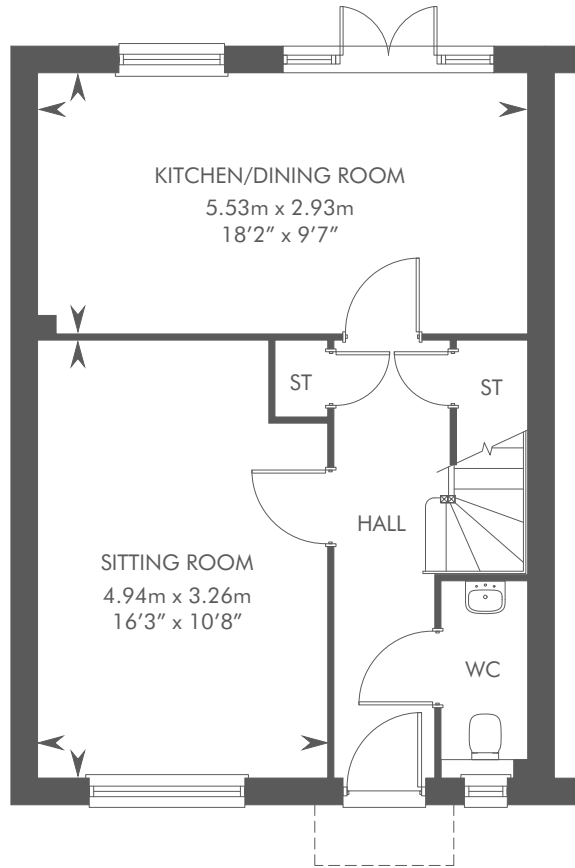 KITCHEN/DINING ROOM
5.53m x 2.93m
18’2” x 9’7”
ST
ST
HALL
SITTING ROOM
4.94m x 3.26m
16’3” x 10’8”
WC